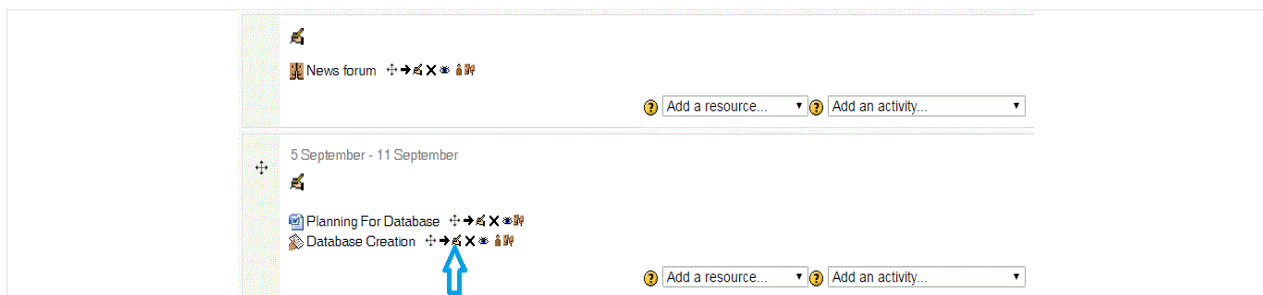 News forum
Add a resource... Add an activity...
5 September - 11 September
Planning For Database
Database Creation
Add a resource... Add an activity...